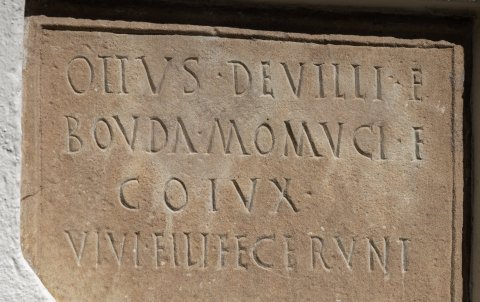 OTTVS · DEVILLI · F
BOVDA · MOMVCI · F
COIVX ·
VIVI · FILI FECERVNT